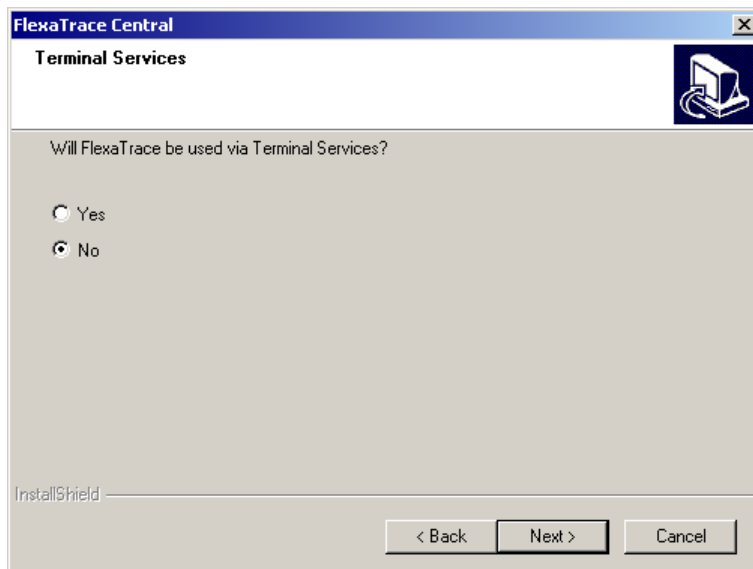 FlexaTrace Central
Terminal Services
Will FlexaTrace be used via Terminal Services?
Yes
No
InstallShield
< Back Next > Cancel